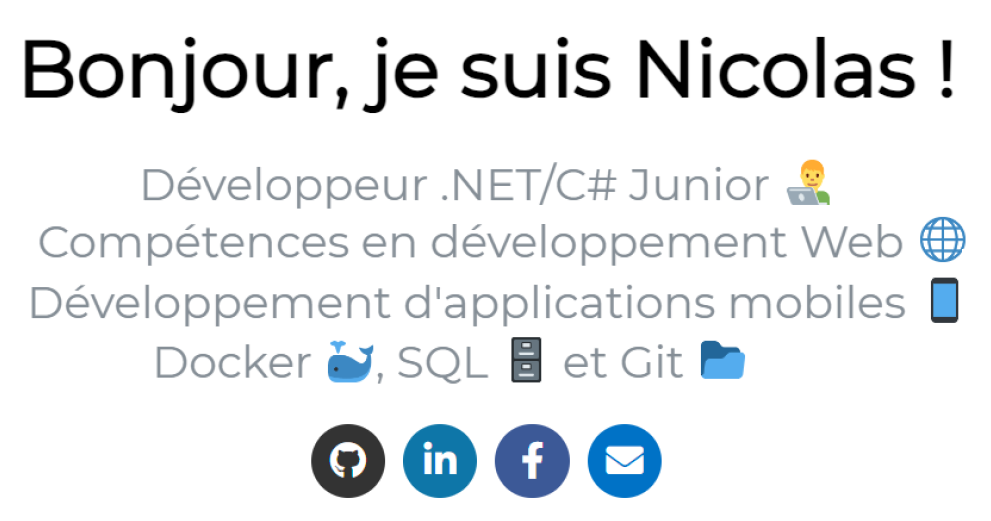 Bonjour, je suis Nicolas !
Développeur .NET/C# Junior 👨‍💻
Compétences en développement Web 🌐
Développement d'applications mobiles 📱
Docker 🐳, SQL 🗄️ et Git 📂
in f